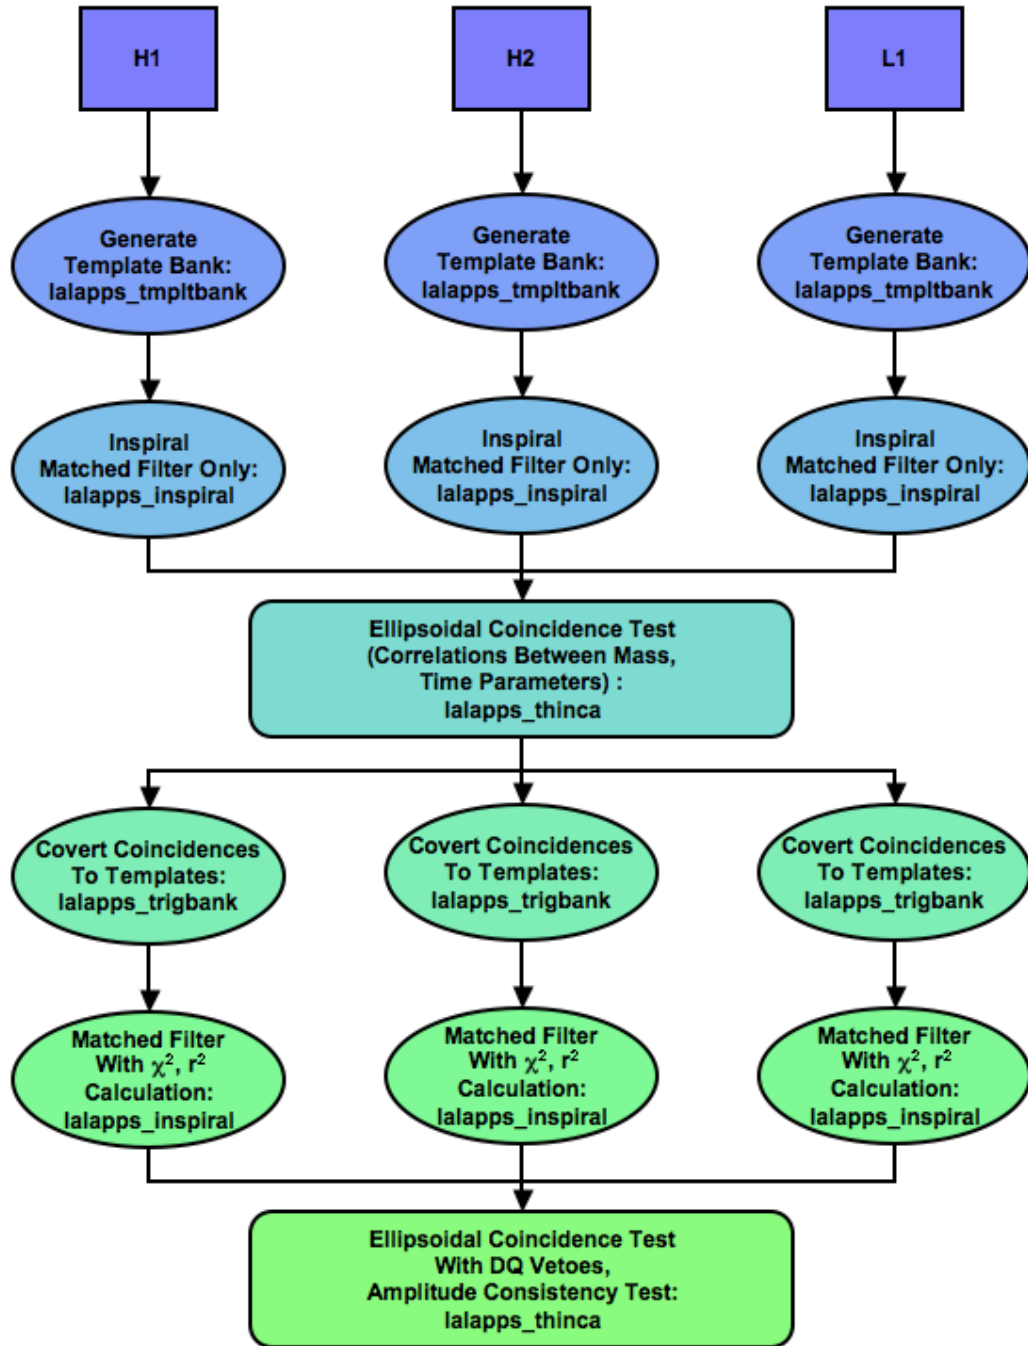 H1
H2
L1
Generate
Template Bank:
lalapps_tmpltbank
Generate
Template Bank:
lalapps_tmpltbank
Generate
Template Bank:
lalapps_tmpltbank
Inspiral
Matched Filter Only:
lalapps_inspiral
Inspiral
Matched Filter Only:
lalapps_inspiral
Inspiral
Matched Filter Only:
lalapps_inspiral
Ellipsoidal Coincidence Test
(Correlations Between Mass,
Time Parameters) :
lalapps_thinca
Covert Coincidences
To Templates:
lalapps_trigbank
Covert Coincidences
To Templates:
lalapps_trigbank
Covert Coincidences
To Templates:
lalapps_trigbank
Matched Filter
With χ², r²
Calculation:
lalapps_inspiral
Matched Filter
With χ², r²
Calculation:
lalapps_inspiral
Matched Filter
With χ², r²
Calculation:
lalapps_inspiral
Ellipsoidal Coincidence Test
With DQ Vetoes,
Amplitude Consistency Test:
lalapps_thinca